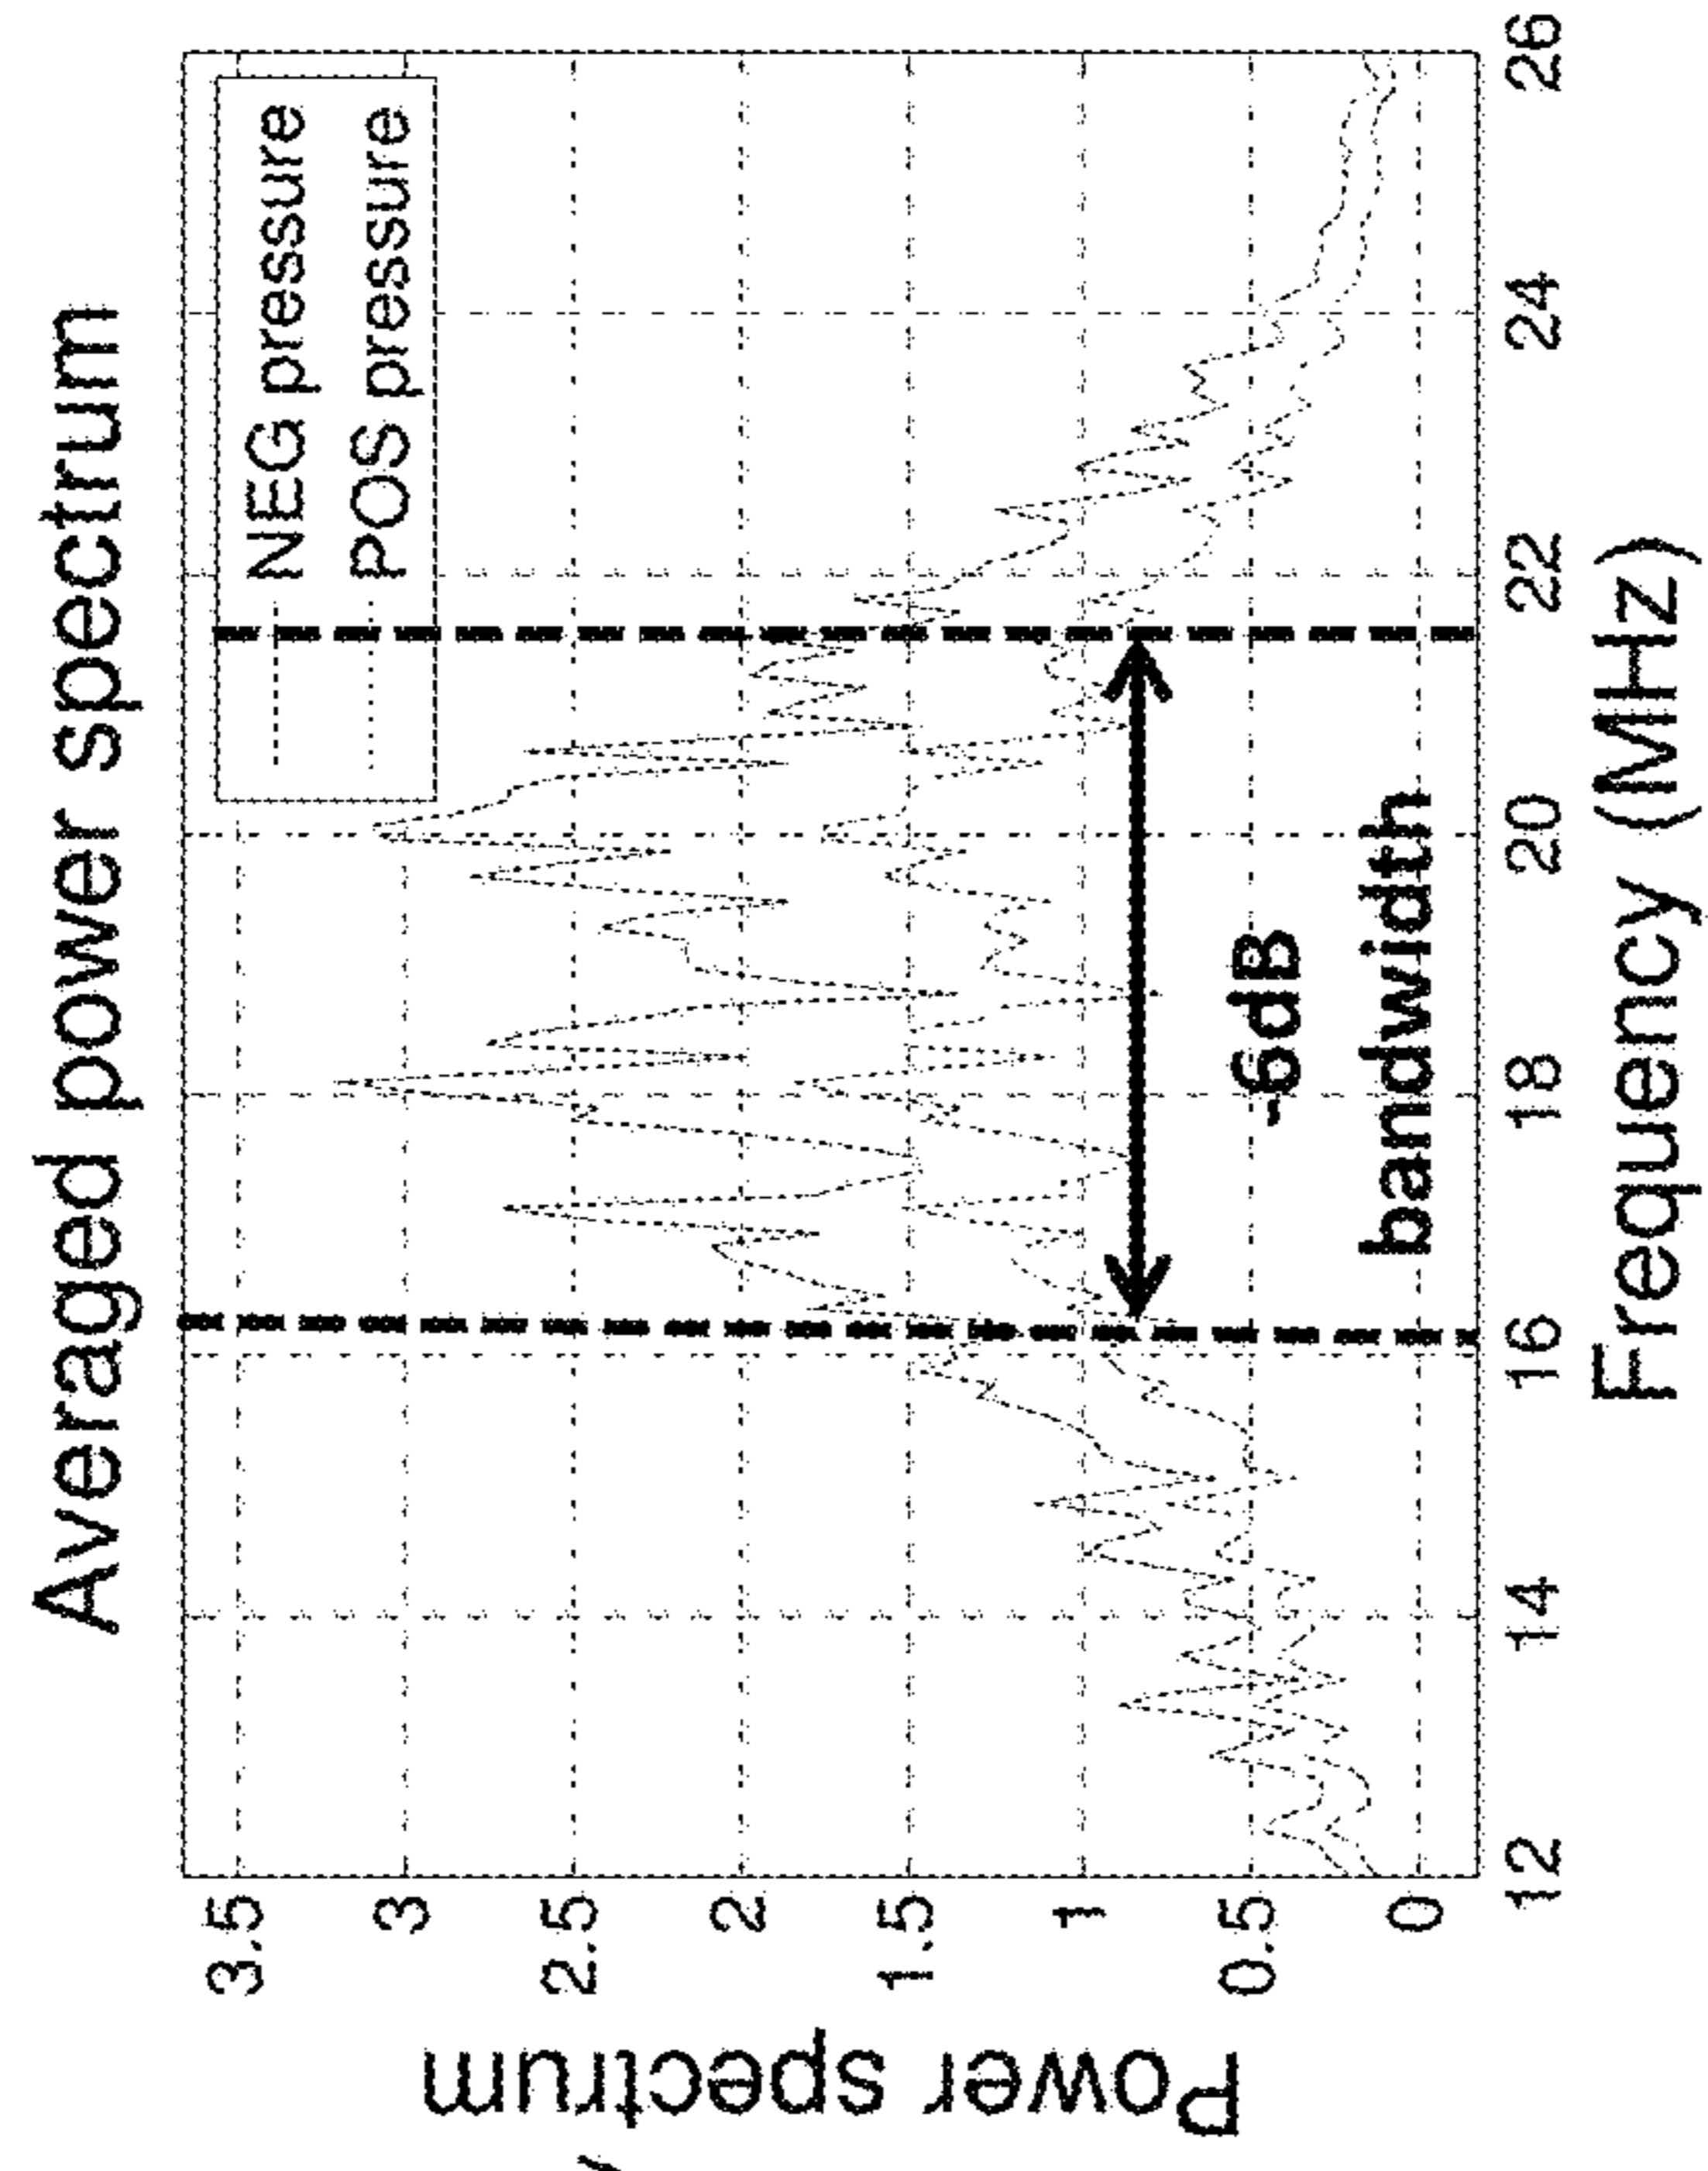 Averaged power spectrum
NEG pressure
POS pressure
3.5
3
2.5
2
1.5
1
0.5
0
Power spectrum
-6dB
bandwidth
12 14 16 18 20 22 24 26
Frequency (MHz)